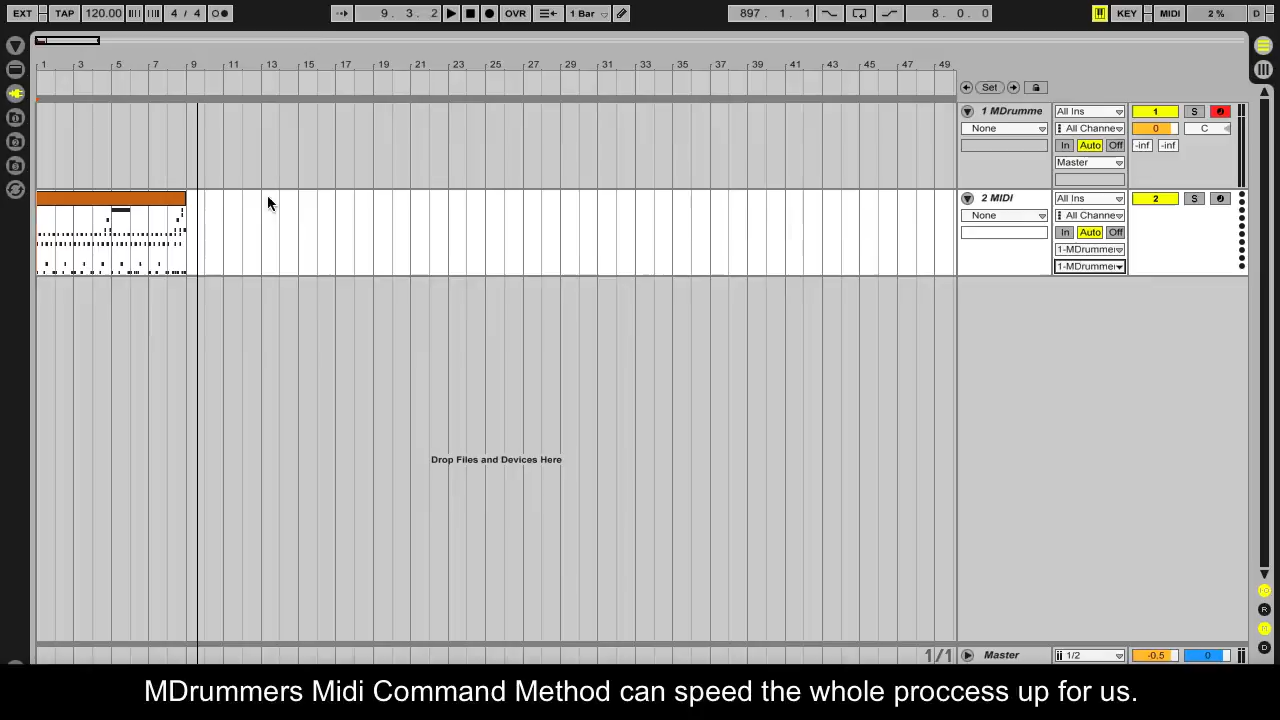 EXT TAP 120.00 4 / 4 9. 3. 2 OVR 1 Bar 897 . 1. 1 8. 0. 0 KEY MIDI 2 % D
1 3 5 7 9 11 13 15 17 19 21 23 25 27 29 31 33 35 37 39 41 43 45 47 49
Set
1 MDrumme All Ins 1 S
None All Channe 0 C
In Auto Off -inf -inf
Master
2 MIDI All Ins 2 S
None All Channe
In Auto Off
1-MDrummer
1-MDrummer
Drop Files and Devices Here
1/1 Master 1/2 -0.5 0
MDrummers Midi Command Method can speed the whole proccess up for us.